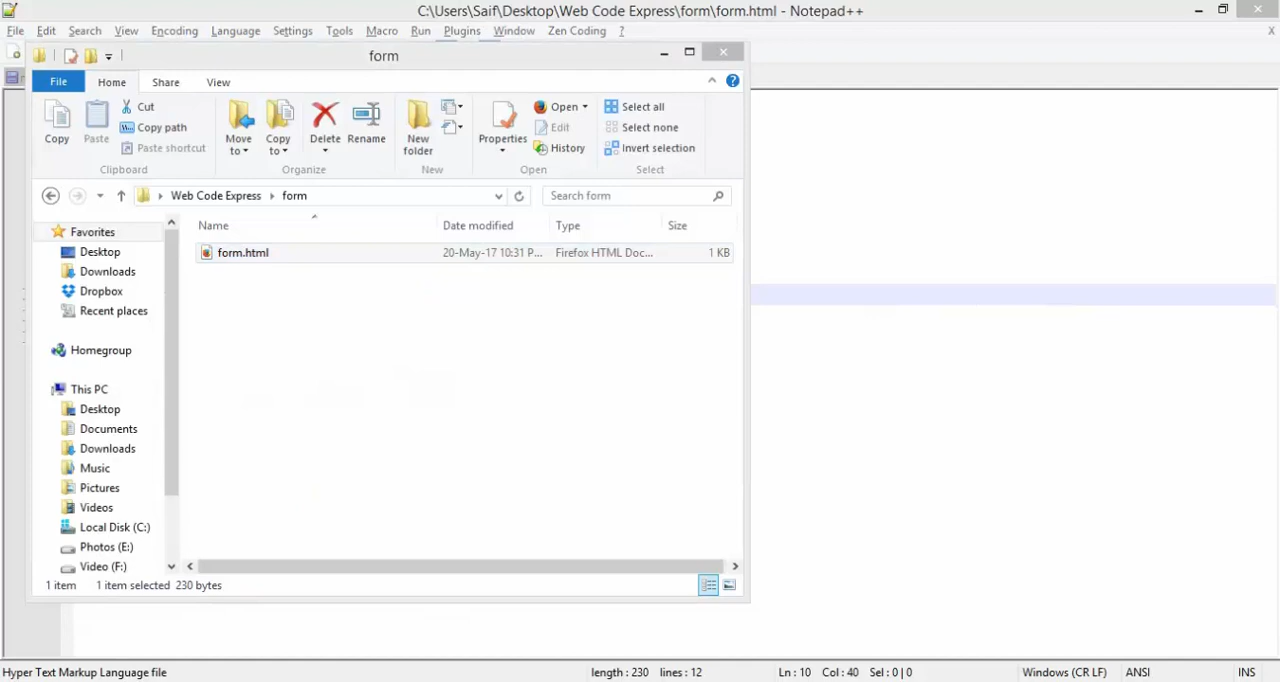 C:\Users\Saif\Desktop\Web Code Express\form\form.html - Notepad++
File Edit Search View Encoding Language Settings Tools Macro Run Plugins Window Zen Coding ? X
form
File Home Share View
Copy
Paste
Cut
Copy path
Paste shortcut
Clipboard
Move to
Copy to
Delete
Rename
Organize
New folder
New
Properties
Open
Edit
History
Open
Select all
Select none
Invert selection
Select
Web Code Express form
Search form
Name Date modified Type Size
form.html 20-May-17 10:31 P... Firefox HTML Doc... 1 KB
Favorites
Desktop
Downloads
Dropbox
Recent places
Homegroup
This PC
Desktop
Documents
Downloads
Music
Pictures
Videos
Local Disk (C:)
Photos (E:)
Video (F:)
1 item 1 item selected 230 bytes
Hyper Text Markup Language file length : 230 lines : 12 Ln : 10 Col : 40 Sel : 0 | 0 Windows (CR LF) ANSI INS